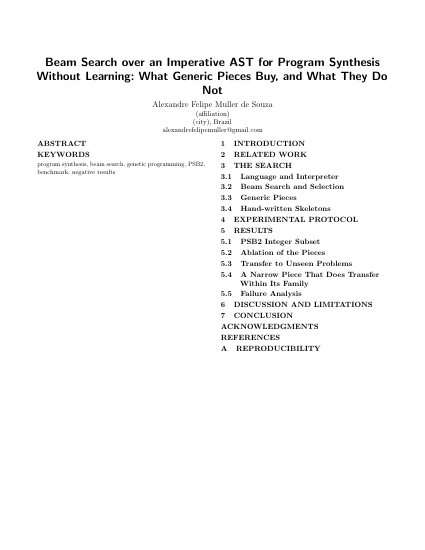 Beam Search over an Imperative AST for Program Synthesis
Without Learning: What Generic Pieces Buy, and What They Do
Not
Alexandre Felipe Muller de Souza
(affiliation)
(city), Brazil
alexandrefelipemuller@gmail.com
ABSTRACT
KEYWORDS
program synthesis, beam search, genetic programming, PSB2,
benchmark, negative results
1 INTRODUCTION
2 RELATED WORK
3 THE SEARCH
3.1 Language and Interpreter
3.2 Beam Search and Selection
3.3 Generic Pieces
3.4 Hand-written Skeletons
4 EXPERIMENTAL PROTOCOL
5 RESULTS
5.1 PSB2 Integer Subset
5.2 Ablation of the Pieces
5.3 Transfer to Unseen Problems
5.4 A Narrow Piece That Does Transfer
Within Its Family
5.5 Failure Analysis
6 DISCUSSION AND LIMITATIONS
7 CONCLUSION
ACKNOWLEDGMENTS
REFERENCES
A REPRODUCIBILITY